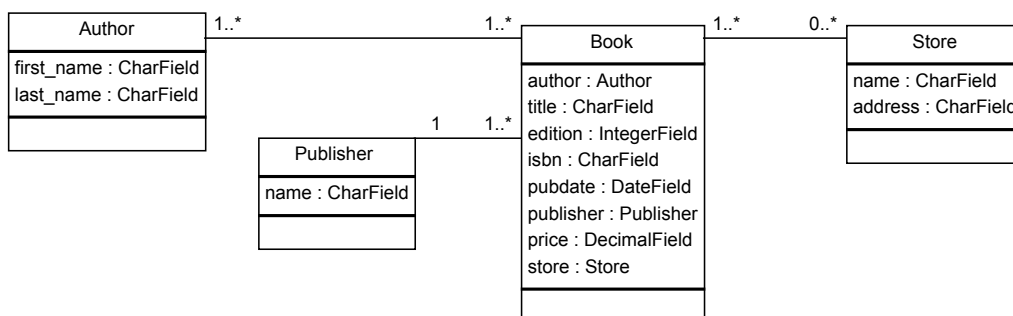 Author
first_name : CharField
last_name : CharField
1..*
1..*
Publisher
name : CharField
1
1..*
Book
author : Author
title : CharField
edition : IntegerField
isbn : CharField
pubdate : DateField
publisher : Publisher
price : DecimalField
store : Store
1..*
0..*
Store
name : CharField
address : CharField